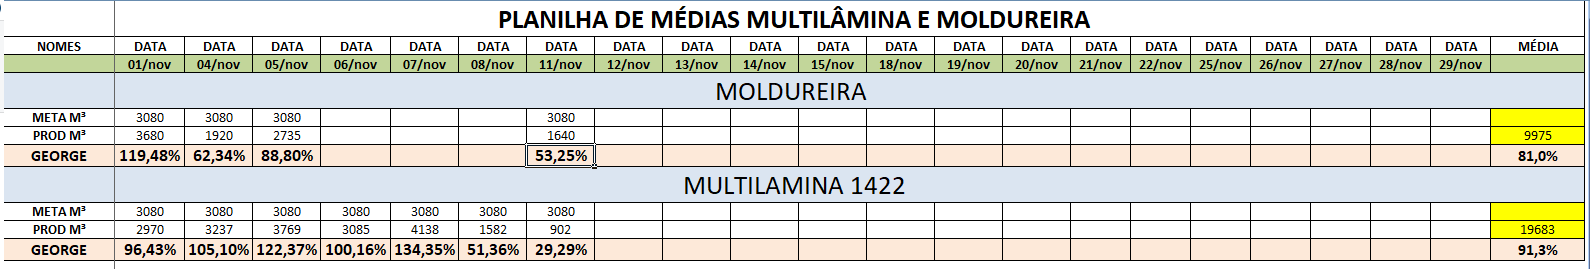 PLANILHA DE MÉDIAS MULTILÂMINA E MOLDUREIRA
NOMES DATA DATA DATA DATA DATA DATA DATA DATA DATA DATA DATA DATA DATA DATA DATA DATA DATA DATA DATA DATA MÉDIA
01/nov 04/nov 05/nov 06/nov 07/nov 08/nov 11/nov 12/nov 13/nov 14/nov 15/nov 18/nov 19/nov 20/nov 21/nov 22/nov 25/nov 26/nov 27/nov 28/nov 29/nov
MOLDUREIRA
META M³ 3080 3080 3080 3080
PROD M³ 3680 1920 2735 1640 9975
GEORGE 119,48% 62,34% 88,80% 53,25% 81,0%
MULTILAMINA 1422
META M³ 3080 3080 3080 3080 3080 3080 3080
PROD M³ 2970 3237 3769 3085 4138 1582 902 19683
GEORGE 96,43% 105,10% 122,37% 100,16% 134,35% 51,36% 29,29% 91,3%